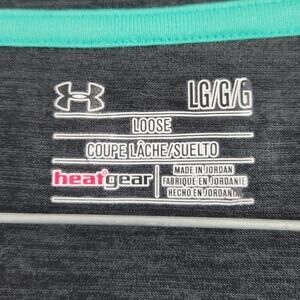 LG/G/G
LOOSE
COUPE LÂCHE/SUELTO
heatgear
MADE IN JORDAN
FABRIQUÉ EN JORDANIE
HECHO EN JORDANIA